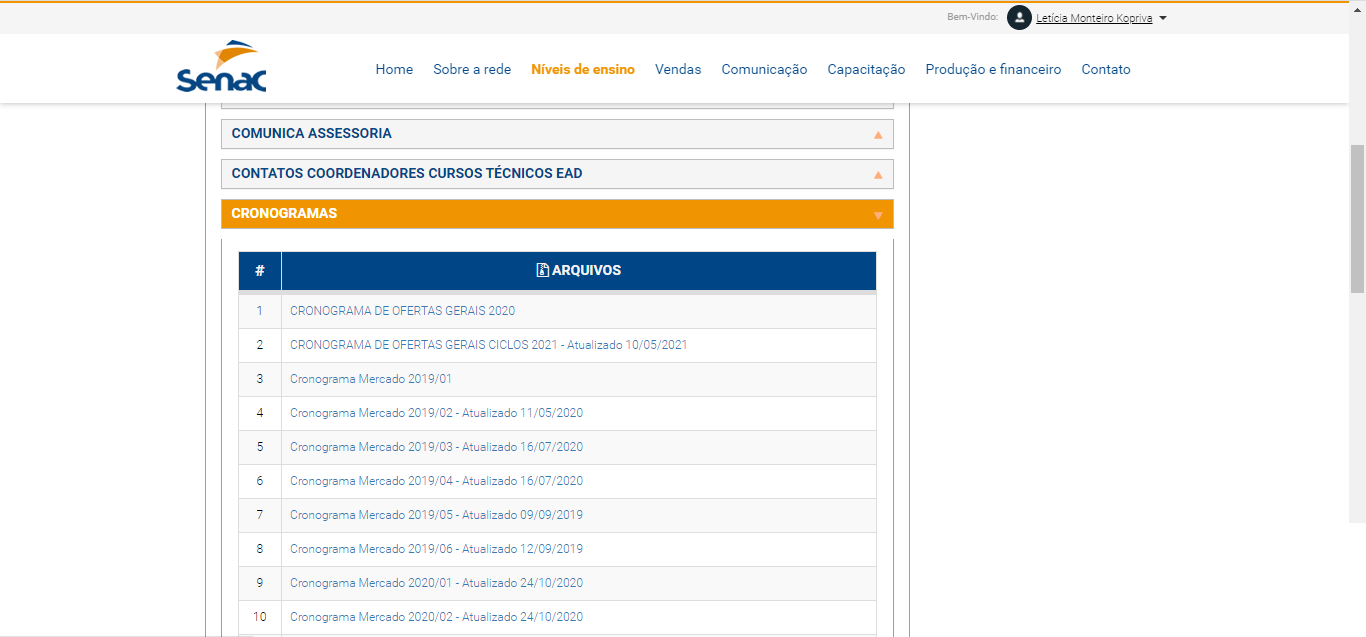 Bem-Vindo: Letícia Monteiro Kopriva
Senac
Home Sobre a rede Níveis de ensino Vendas Comunicação Capacitação Produção e financeiro Contato
COMUNICA ASSESSORIA
CONTATOS COORDENADORES CURSOS TÉCNICOS EAD
CRONOGRAMAS
# ARQUIVOS
1 CRONOGRAMA DE OFERTAS GERAIS 2020
2 CRONOGRAMA DE OFERTAS GERAIS CICLOS 2021 - Atualizado 10/05/2021
3 Cronograma Mercado 2019/01
4 Cronograma Mercado 2019/02 - Atualizado 11/05/2020
5 Cronograma Mercado 2019/03 - Atualizado 16/07/2020
6 Cronograma Mercado 2019/04 - Atualizado 16/07/2020
7 Cronograma Mercado 2019/05 - Atualizado 09/09/2019
8 Cronograma Mercado 2019/06 - Atualizado 12/09/2019
9 Cronograma Mercado 2020/01 - Atualizado 24/10/2020
10 Cronograma Mercado 2020/02 - Atualizado 24/10/2020